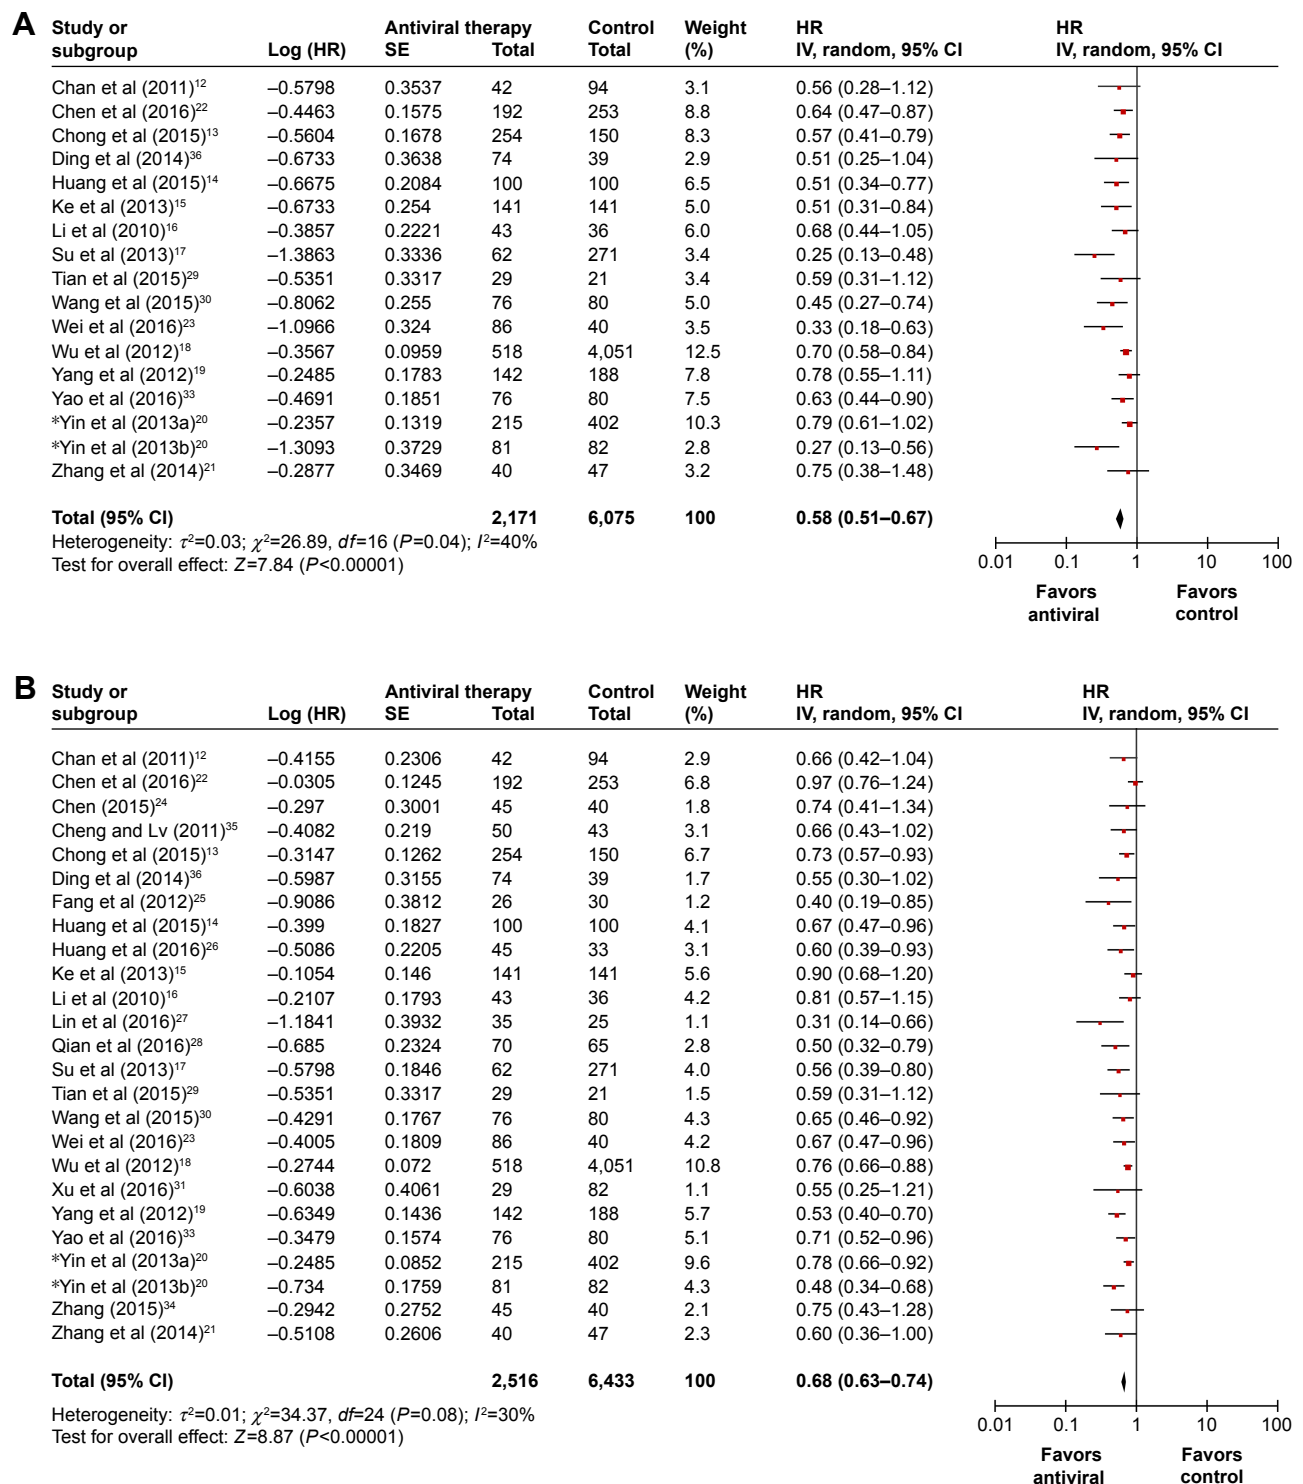 A
Study or Antiviral therapy Control Weight HR HR
subgroup Log (HR) SE Total Total (%) IV, random, 95% CI IV, random, 95% CI
Chan et al (2011)12 –0.5798 0.3537 42 94 3.1 0.56 (0.28–1.12)
Chen et al (2016)22 –0.4463 0.1575 192 253 8.8 0.64 (0.47–0.87)
Chong et al (2015)13 –0.5604 0.1678 254 150 8.3 0.57 (0.41–0.79)
Ding et al (2014)36 –0.6733 0.3638 74 39 2.9 0.51 (0.25–1.04)
Huang et al (2015)14 –0.6675 0.2084 100 100 6.5 0.51 (0.34–0.77)
Ke et al (2013)15 –0.6733 0.254 141 141 5.0 0.51 (0.31–0.84)
Li et al (2010)16 –0.3857 0.2221 43 36 6.0 0.68 (0.44–1.05)
Su et al (2013)17 –1.3863 0.3336 62 271 3.4 0.25 (0.13–0.48)
Tian et al (2015)29 –0.5351 0.3317 29 21 3.4 0.59 (0.31–1.12)
Wang et al (2015)30 –0.8062 0.255 76 80 5.0 0.45 (0.27–0.74)
Wei et al (2016)23 –1.0966 0.324 86 40 3.5 0.33 (0.18–0.63)
Wu et al (2012)18 –0.3567 0.0959 518 4,051 12.5 0.70 (0.58–0.84)
Yang et al (2012)19 –0.2485 0.1783 142 188 7.8 0.78 (0.55–1.11)
Yao et al (2016)33 –0.4691 0.1851 76 80 7.5 0.63 (0.44–0.90)
*Yin et al (2013a)20 –0.2357 0.1319 215 402 10.3 0.79 (0.61–1.02)
*Yin et al (2013b)20 –1.3093 0.3729 81 82 2.8 0.27 (0.13–0.56)
Zhang et al (2014)21 –0.2877 0.3469 40 47 3.2 0.75 (0.38–1.48)
Total (95% CI) 2,171 6,075 100 0.58 (0.51–0.67)
Heterogeneity: τ2=0.03; χ2=26.89, df=16 (P=0.04); I2=40%
Test for overall effect: Z=7.84 (P<0.00001)
0.01 0.1 1 10 100
Favors Favors
antiviral control
B
Study or Antiviral therapy Control Weight HR HR
subgroup Log (HR) SE Total Total (%) IV, random, 95% CI IV, random, 95% CI
Chan et al (2011)12 –0.4155 0.2306 42 94 2.9 0.66 (0.42–1.04)
Chen et al (2016)22 –0.0305 0.1245 192 253 6.8 0.97 (0.76–1.24)
Chen (2015)24 –0.297 0.3001 45 40 1.8 0.74 (0.41–1.34)
Cheng and Lv (2011)35 –0.4082 0.219 50 43 3.1 0.66 (0.43–1.02)
Chong et al (2015)13 –0.3147 0.1262 254 150 6.7 0.73 (0.57–0.93)
Ding et al (2014)36 –0.5987 0.3155 74 39 1.7 0.55 (0.30–1.02)
Fang et al (2012)25 –0.9086 0.3812 26 30 1.2 0.40 (0.19–0.85)
Huang et al (2015)14 –0.399 0.1827 100 100 4.1 0.67 (0.47–0.96)
Huang et al (2016)26 –0.5086 0.2205 45 33 3.1 0.60 (0.39–0.93)
Ke et al (2013)15 –0.1054 0.146 141 141 5.6 0.90 (0.68–1.20)
Li et al (2010)16 –0.2107 0.1793 43 36 4.2 0.81 (0.57–1.15)
Lin et al (2016)27 –1.1841 0.3932 35 25 1.1 0.31 (0.14–0.66)
Qian et al (2016)28 –0.685 0.2324 70 65 2.8 0.50 (0.32–0.79)
Su et al (2013)17 –0.5798 0.1846 62 271 4.0 0.56 (0.39–0.80)
Tian et al (2015)29 –0.5351 0.3317 29 21 1.5 0.59 (0.31–1.12)
Wang et al (2015)30 –0.4291 0.1767 76 80 4.3 0.65 (0.46–0.92)
Wei et al (2016)23 –0.4005 0.1809 86 40 4.2 0.67 (0.47–0.96)
Wu et al (2012)18 –0.2744 0.072 518 4,051 10.8 0.76 (0.66–0.88)
Xu et al (2016)31 –0.6038 0.4061 29 82 1.1 0.55 (0.25–1.21)
Yang et al (2012)19 –0.6349 0.1436 142 188 5.7 0.53 (0.40–0.70)
Yao et al (2016)33 –0.3479 0.1574 76 80 5.1 0.71 (0.52–0.96)
*Yin et al (2013a)20 –0.2485 0.0852 215 402 9.6 0.78 (0.66–0.92)
*Yin et al (2013b)20 –0.734 0.1759 81 82 4.3 0.48 (0.34–0.68)
Zhang (2015)34 –0.2942 0.2752 45 40 2.1 0.75 (0.43–1.28)
Zhang et al (2014)21 –0.5108 0.2606 40 47 2.3 0.60 (0.36–1.00)
Total (95% CI) 2,516 6,433 100 0.68 (0.63–0.74)
Heterogeneity: τ2=0.01; χ2=34.37, df=24 (P=0.08); I2=30%
Test for overall effect: Z=8.87 (P<0.00001)
0.01 0.1 1 10 100
Favors Favors
antiviral control